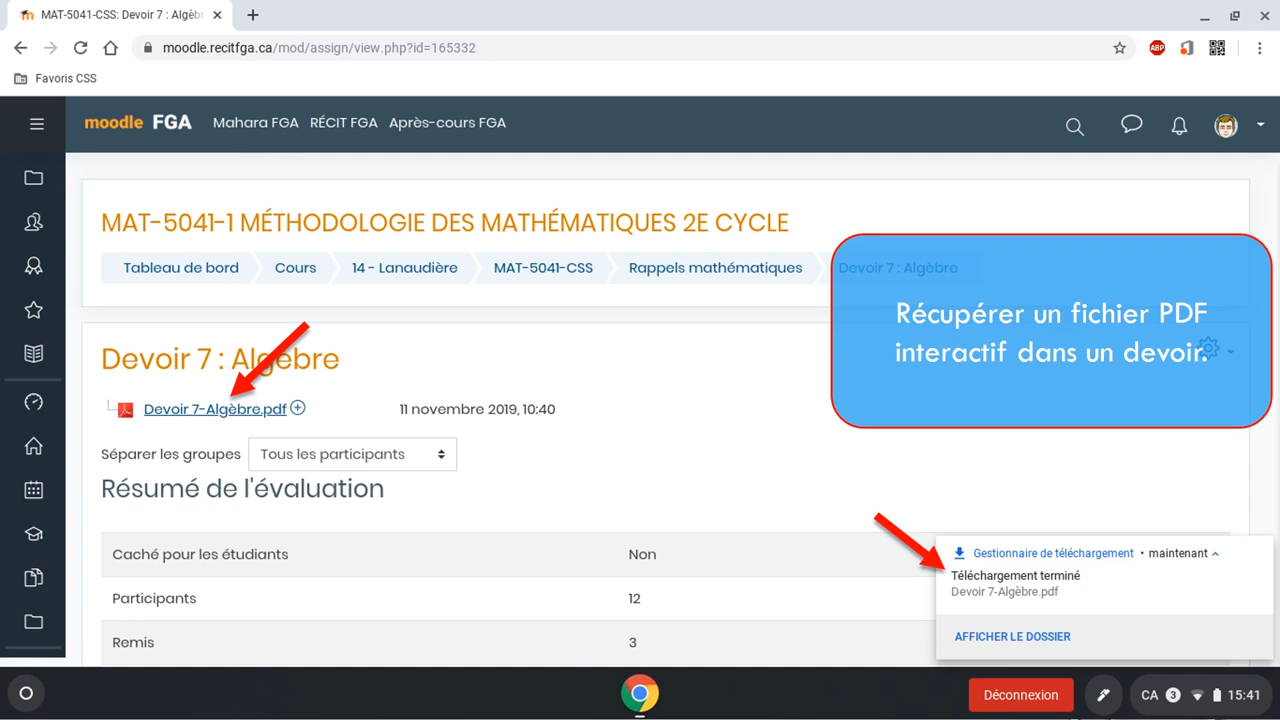 MAT-5041-CSS: Devoir 7 : Algèb
moodle.recitfga.ca/mod/assign/view.php?id=165332
ABP
Favoris CSS
moodle FGA Mahara FGA RÉCIT FGA Après-cours FGA
MAT-5041-1 MÉTHODOLOGIE DES MATHÉMATIQUES 2E CYCLE
Tableau de bord Cours 14 - Lanaudière MAT-5041-CSS Rappels mathématiques Devoir 7 : Algèbre
Récupérer un fichier PDF
interactif dans un devoir.
Devoir 7 : Algèbre
Devoir 7-Algèbre.pdf 11 novembre 2019, 10:40
Séparer les groupes Tous les participants
Résumé de l'évaluation
Caché pour les étudiants Non
Participants 12
Remis 3
Gestionnaire de téléchargement • maintenant
Téléchargement terminé
Devoir 7-Algèbre.pdf
AFFICHER LE DOSSIER
Déconnexion CA 3 15:41